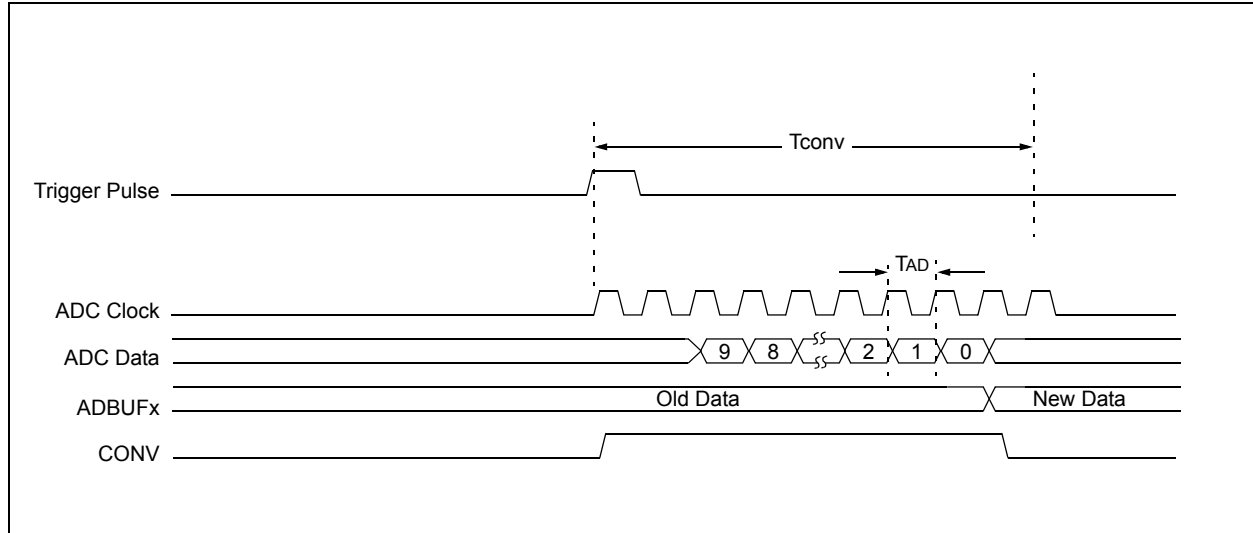 Tconv
Trigger Pulse
TAD
ADC Clock
ADC Data
9 8 2 1 0
ADBUFx
Old Data New Data
CONV